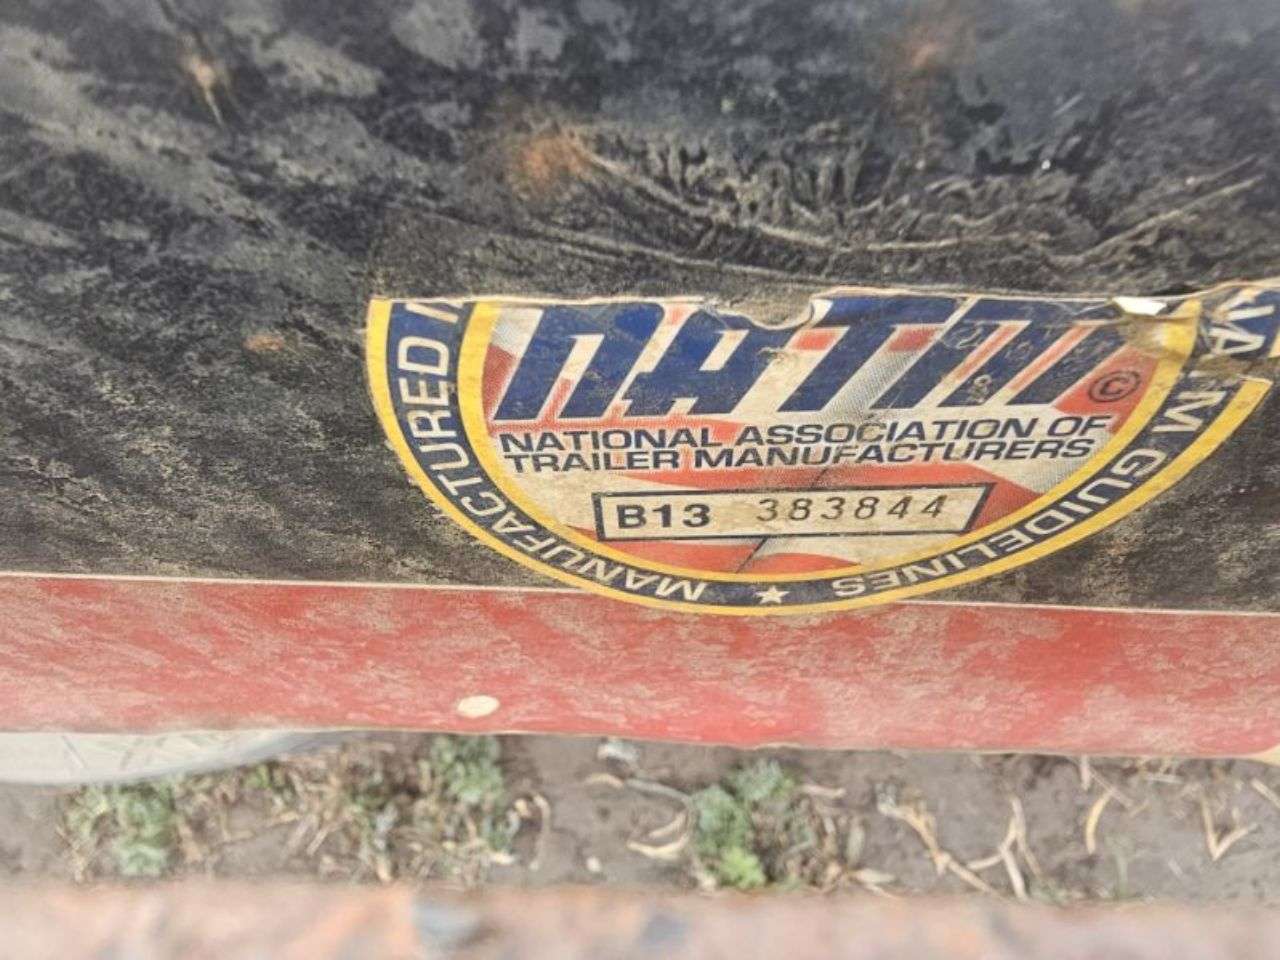 NATM ©
NATIONAL ASSOCIATION OF
TRAILER MANUFACTURERS
B13 383844
MANUFACTURED
M GUIDELINES